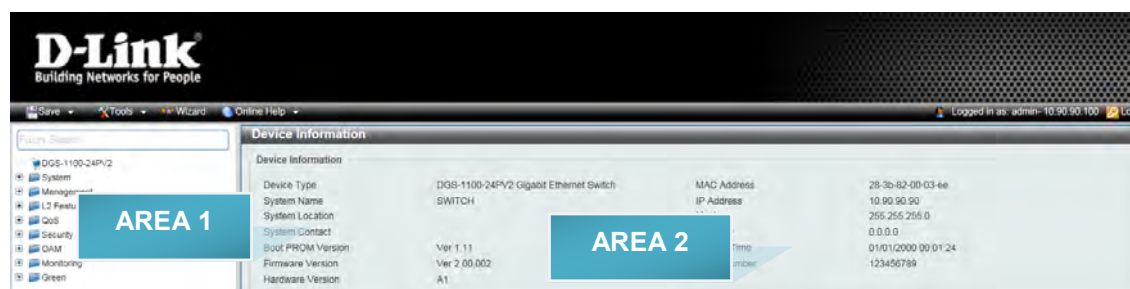 D-Link
Building Networks for People
Save Tools Wizard Online Help Logged in as: admin- 10.90.90.100
Device Information
DGS-1100-24PV2
System
Management
L2 Featu
QoS
Security
OAM
Monitoring
Green
AREA 1
Device Information
Device Type DGS-1100-24PV2 Gigabit Ethernet Switch MAC Address 28-3b-82-00-03-ee
System Name SWITCH IP Address 10.90.90.90
System Location 255.255.255.0
System Contact 0.0.0.0
Boot PROM Version Ver 1.11 Time 01/01/2000 00:01:24
Firmware Version Ver 2.00.002 123456789
Hardware Version A1
AREA 2